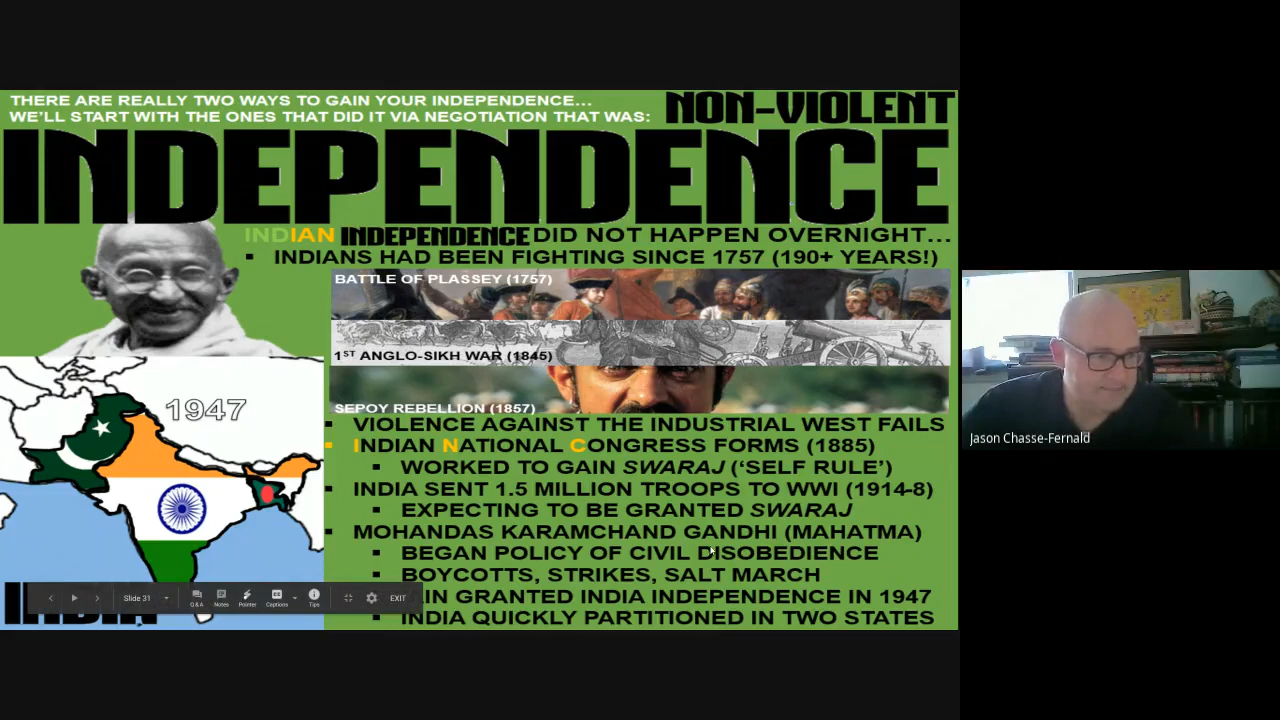 THERE ARE REALLY TWO WAYS TO GAIN YOUR INDEPENDENCE...
WE'LL START WITH THE ONES THAT DID IT VIA NEGOTIATION THAT WAS: NON-VIOLENT
INDEPENDENCE
INDIAN INDEPENDENCE DID NOT HAPPEN OVERNIGHT...
▪ INDIANS HAD BEEN FIGHTING SINCE 1757 (190+ YEARS!)
BATTLE OF PLASSEY (1757)
1ST ANGLO-SIKH WAR (1845)
SEPOY REBELLION (1857)
▪ VIOLENCE AGAINST THE INDUSTRIAL WEST FAILS
▪ INDIAN NATIONAL CONGRESS FORMS (1885)
▪ WORKED TO GAIN SWARAJ ('SELF RULE')
▪ INDIA SENT 1.5 MILLION TROOPS TO WWI (1914-8)
▪ EXPECTING TO BE GRANTED SWARAJ
▪ MOHANDAS KARAMCHAND GANDHI (MAHATMA)
▪ BEGAN POLICY OF CIVIL DISOBEDIENCE
▪ BOYCOTTS, STRIKES, SALT MARCH
GRANTED INDIA INDEPENDENCE IN 1947
▪ INDIA QUICKLY PARTITIONED IN TWO STATES
1947
Slide 31
Q&A
Notes
Pointer
Captions
Tips
EXIT
Jason Chasse-Fernald